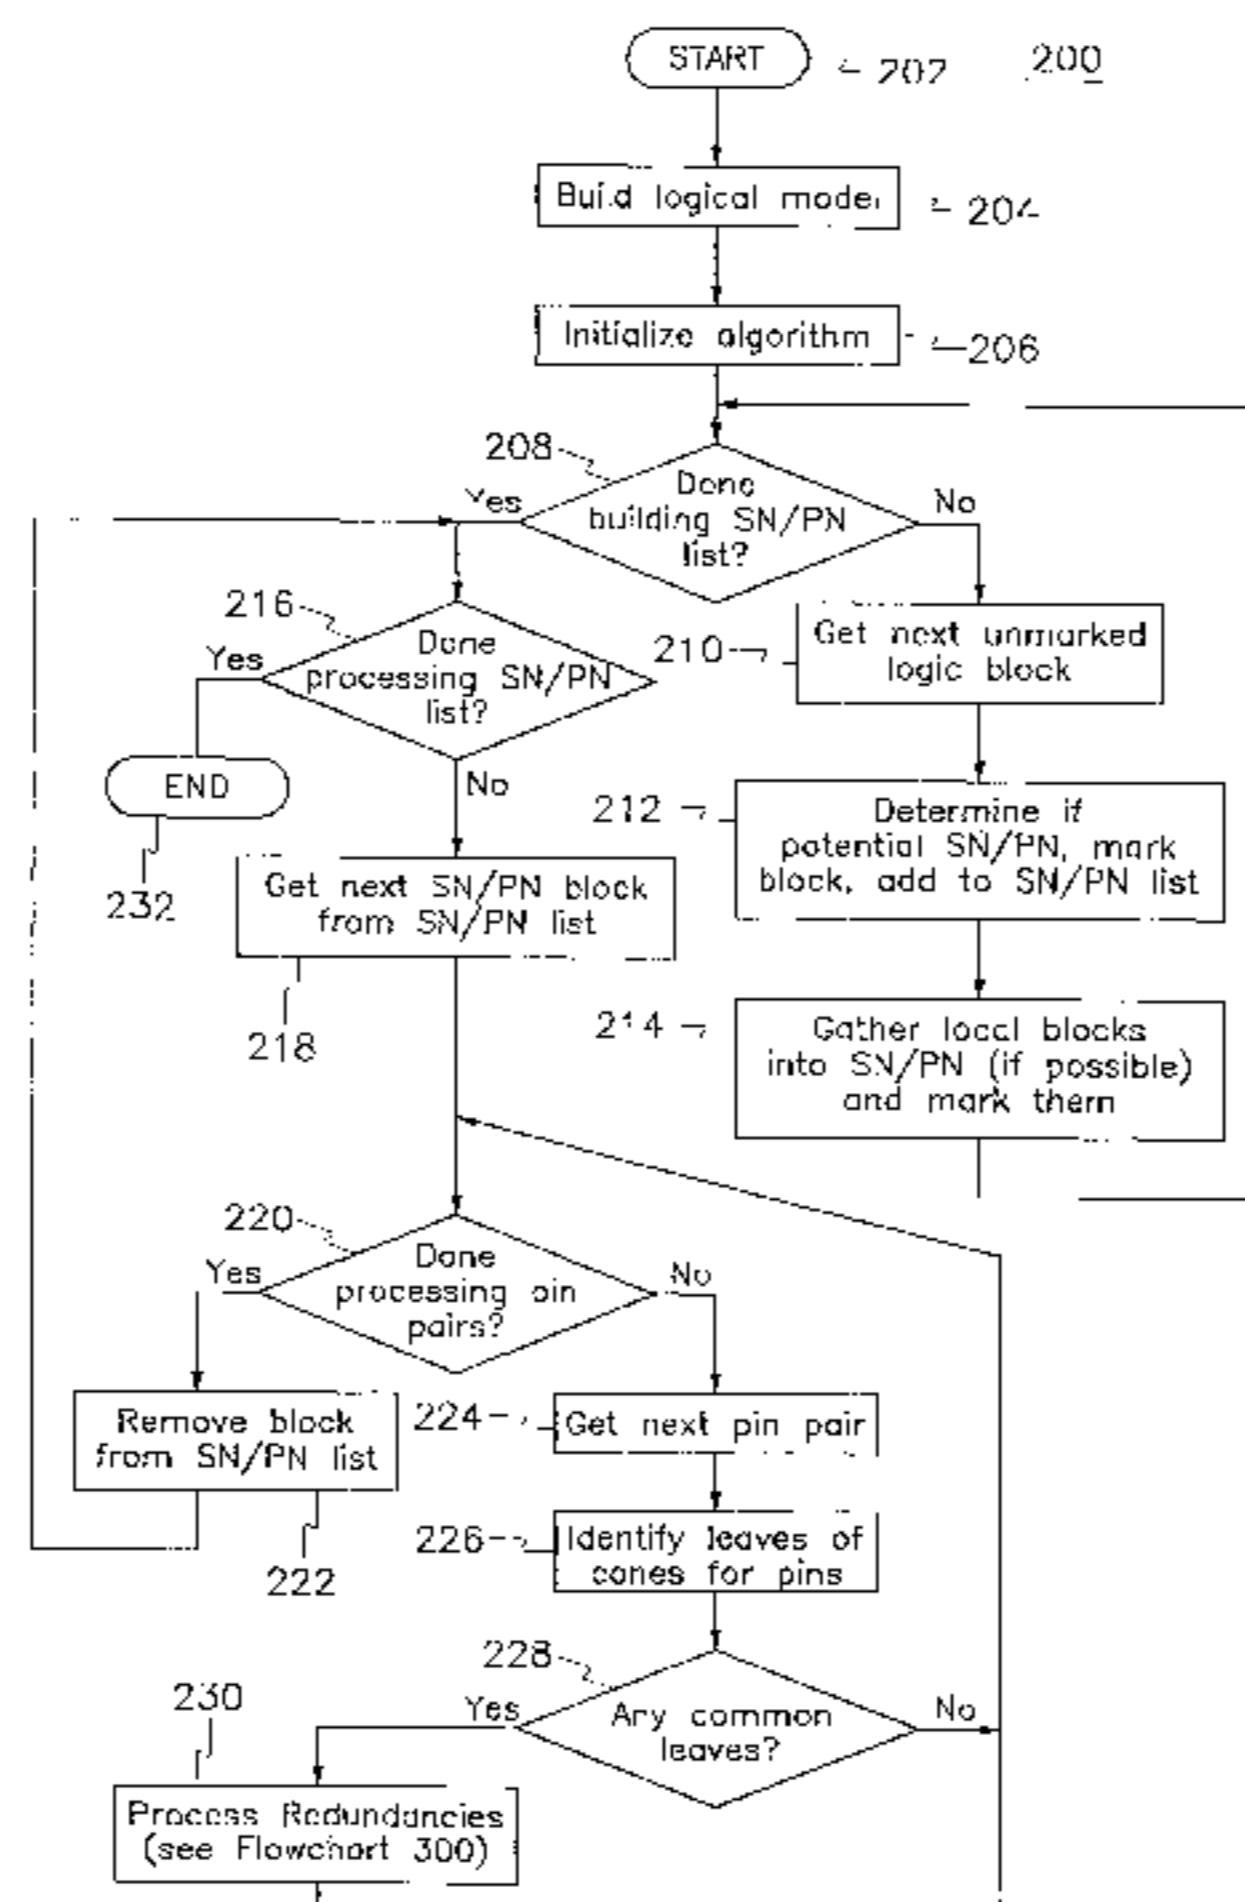 START
202
200
Build logical model
204
Initialize algorithm
206
208
Done
building SN/PN
list?
Yes
No
216
Done
processing SN/PN
list?
Yes
No
210
Get next unmarked
logic block
END
232
212
Determine if
potential SN/PN, mark
block, add to SN/PN list
Get next SN/PN block
from SN/PN list
218
214
Gather local blocks
into SN/PN (if possible)
and mark them
220
Done
processing pin
pairs?
Yes
No
Remove block
from SN/PN list
222
224
Get next pin pair
226
Identify leaves of
cones for pins
228
Any common
leaves?
Yes
No
230
Process Redundancies
(see Flowchart 300)